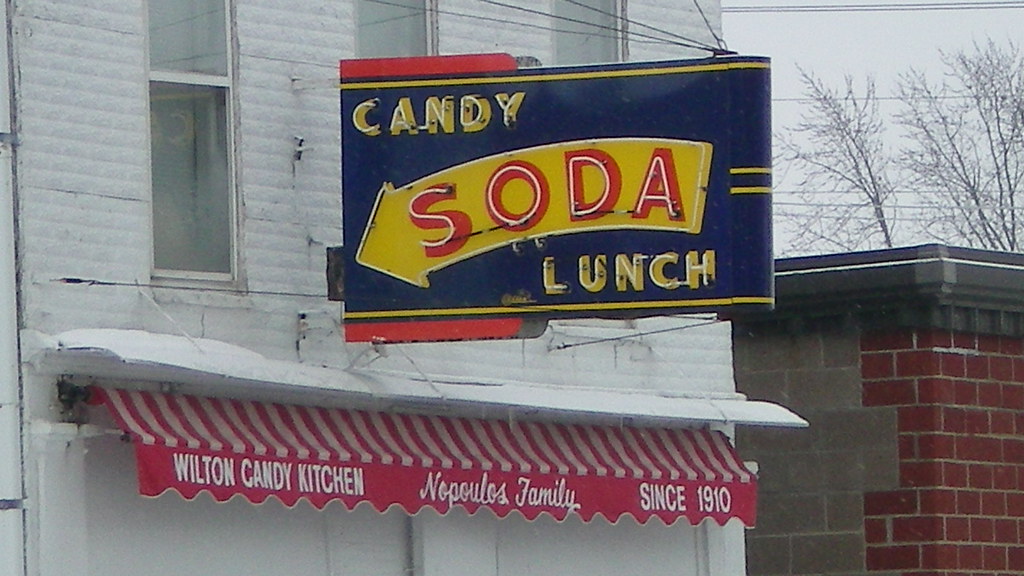 CANDY
SODA
LUNCH
WILTON CANDY KITCHEN Nopoulos Family SINCE 1910